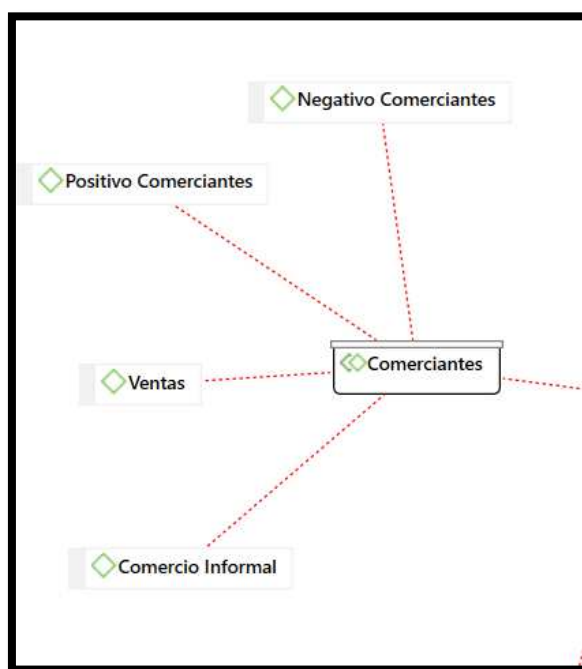 Negativo Comerciantes
Positivo Comerciantes
Comerciantes
Ventas
Comercio Informal